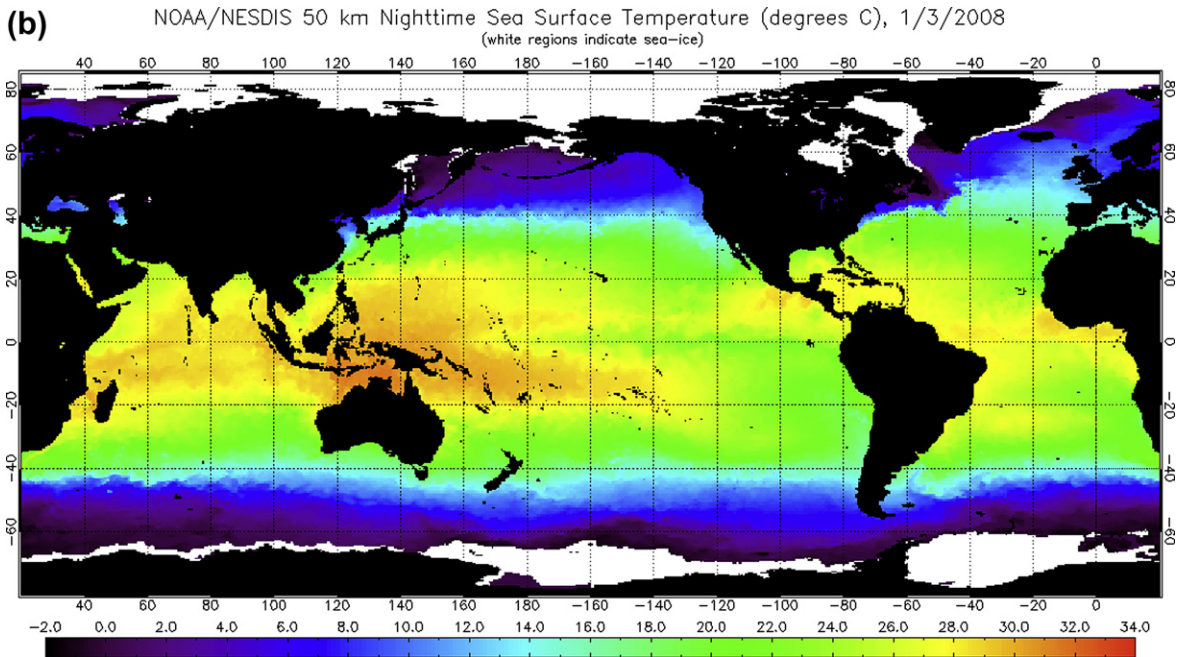 (b)
NOAA/NESDIS 50 km Nighttime Sea Surface Temperature (degrees C), 1/3/2008
(white regions indicate sea-ice)
40 60 80 100 120 140 160 180 -160 -140 -120 -100 -80 -60 -40 -20 0
80 80
60 60
40 40
20 20
0 0
-20 -20
-40 -40
-60 -60
40 60 80 100 120 140 160 180 -160 -140 -120 -100 -80 -60 -40 -20 0
-2.0 0.0 2.0 4.0 6.0 8.0 10.0 12.0 14.0 16.0 18.0 20.0 22.0 24.0 26.0 28.0 30.0 32.0 34.0